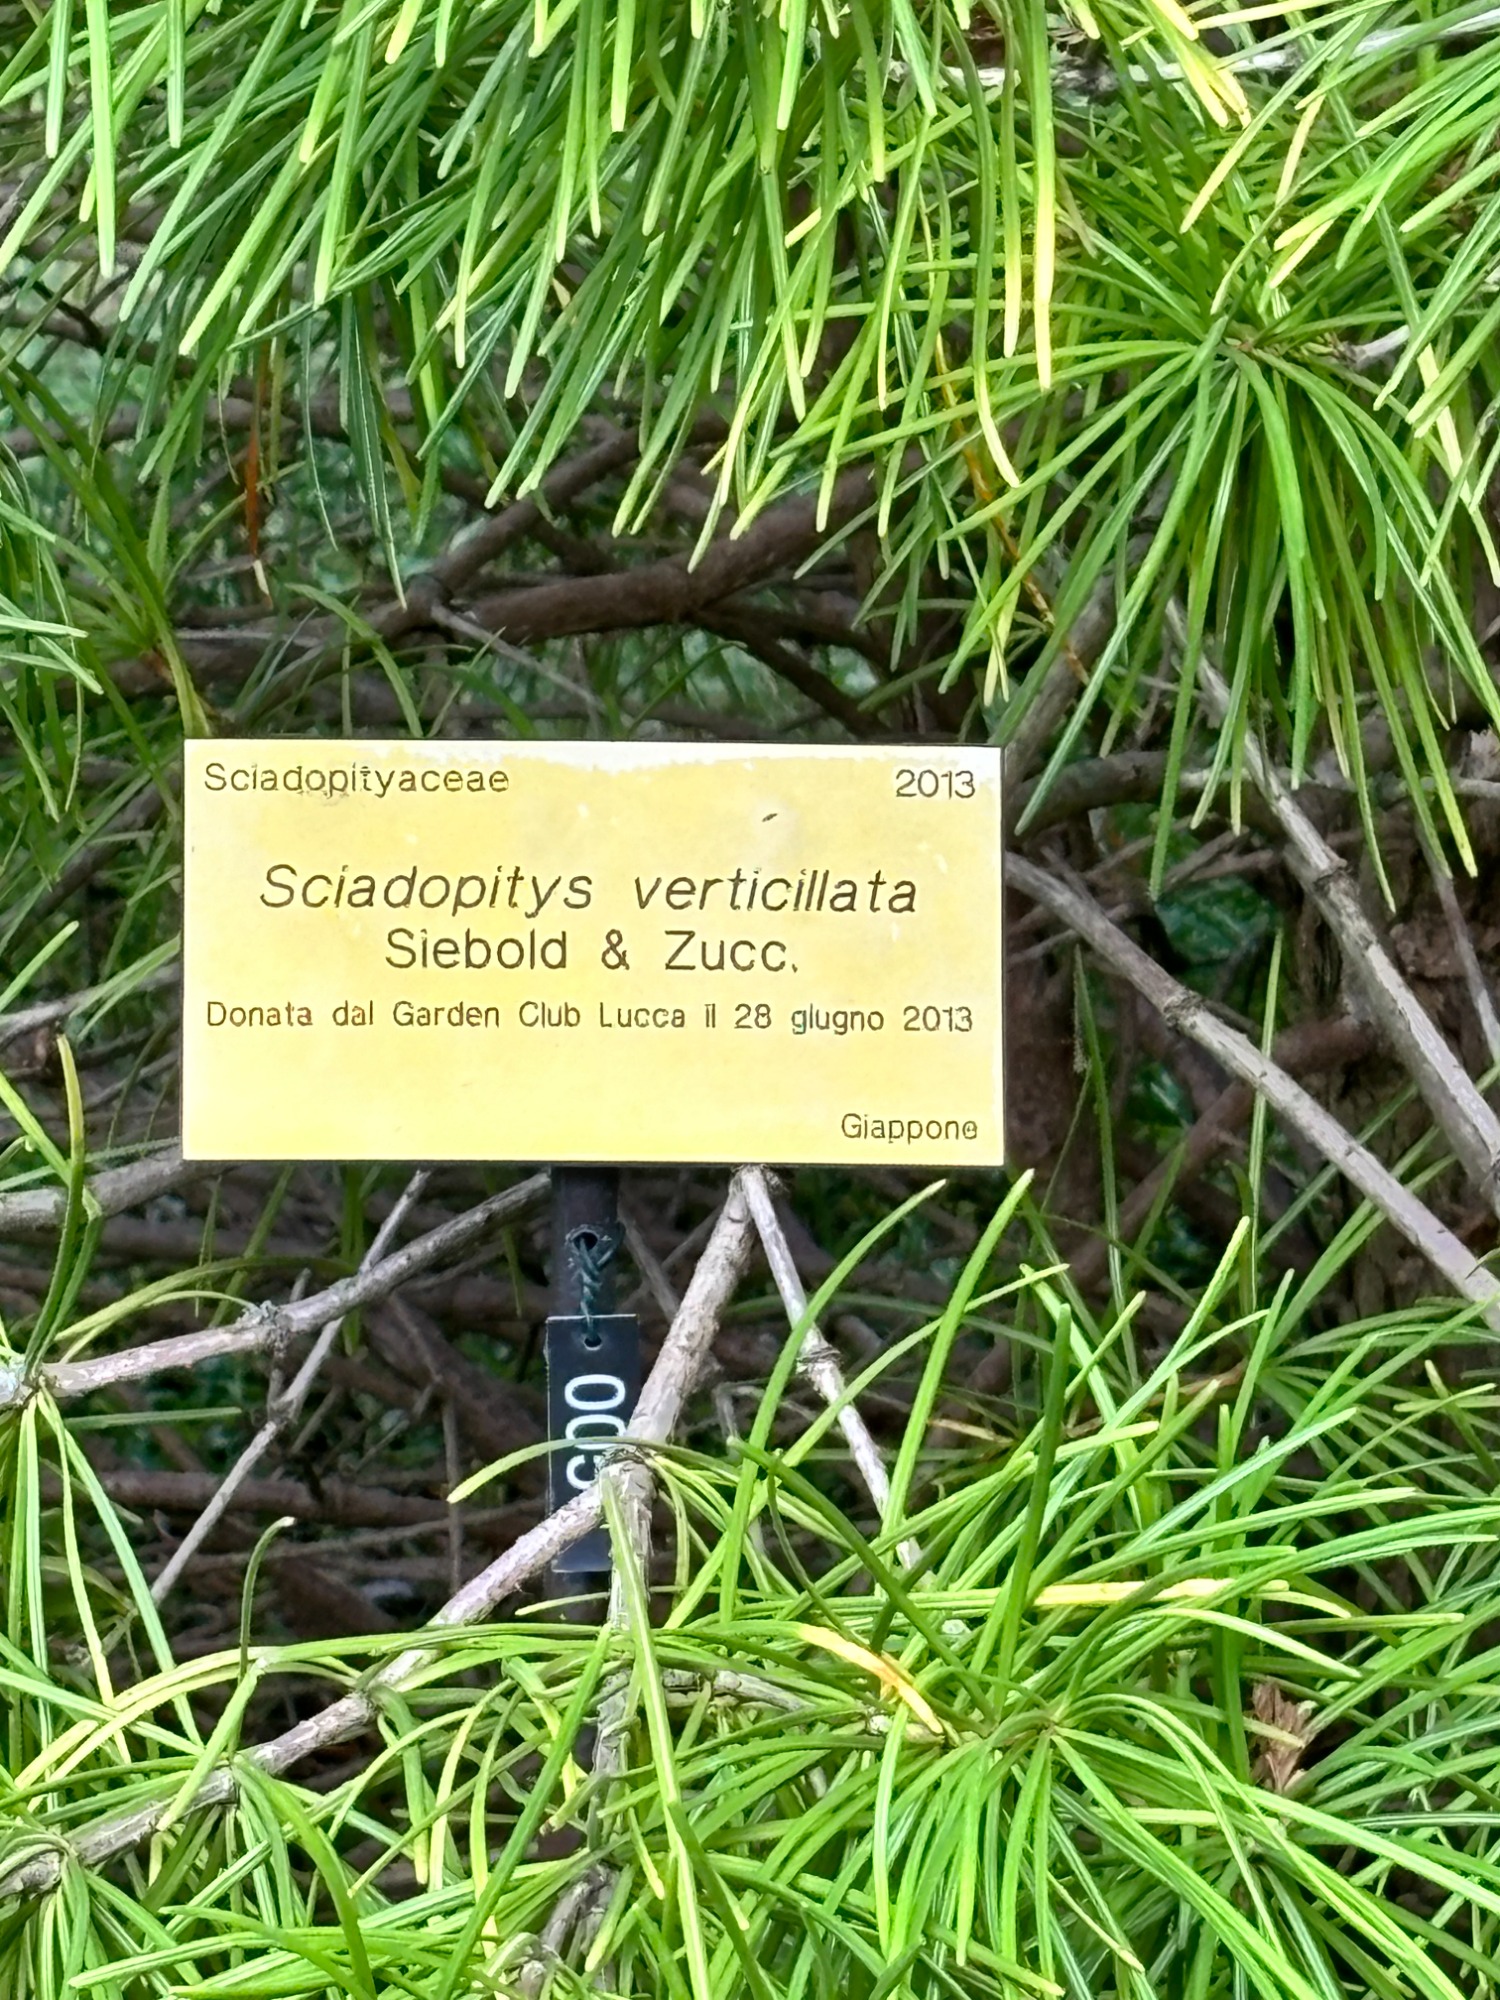 Sciadopityaceae 2013
Sciadopitys verticillata
Siebold & Zucc.
Donata dal Garden Club Lucca il 28 giugno 2013
Giappone